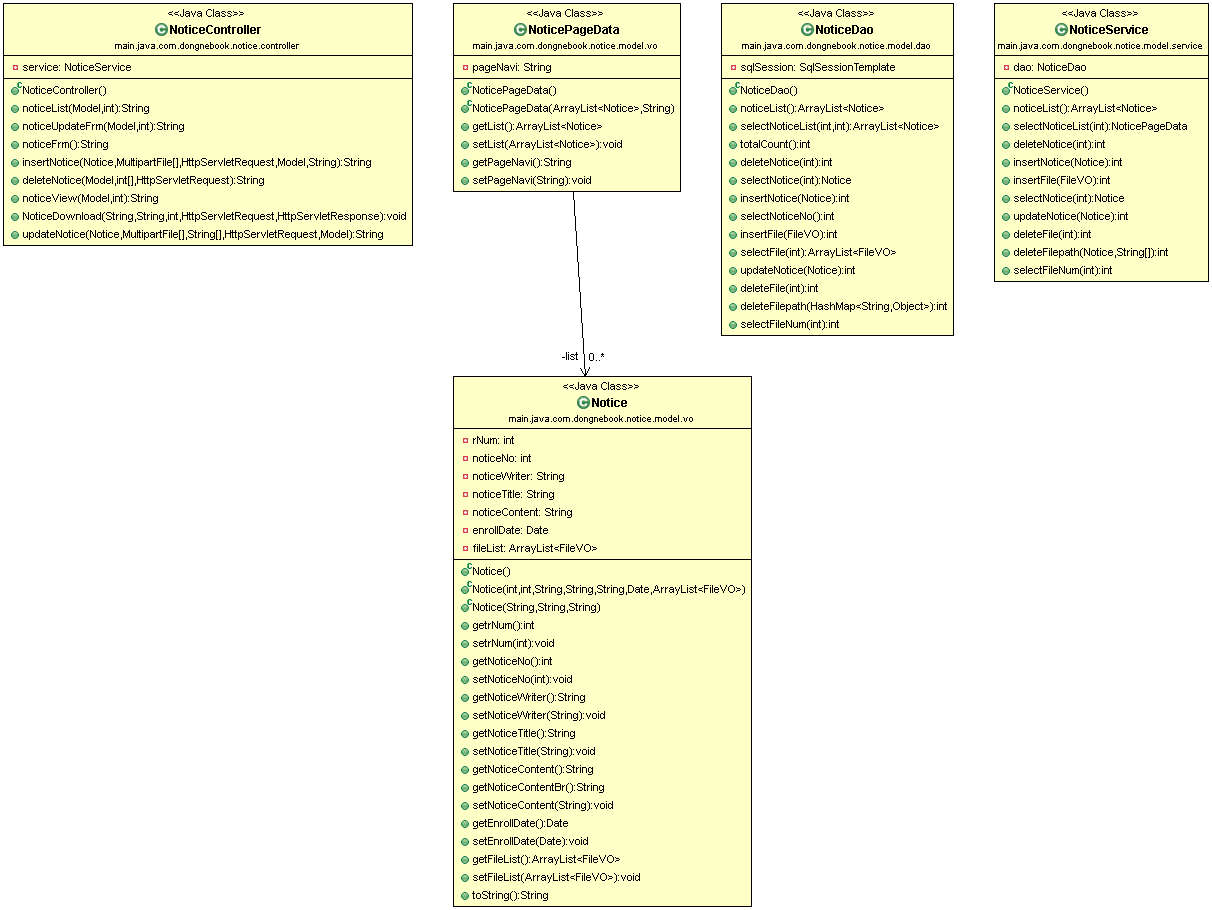 <<Java Class>>
NoticeController
main.java.com.dongnebook.notice.controller
service: NoticeService
NoticeController()
noticeList(Model,int):String
noticeUpdateFrm(Model,int):String
noticeFrm():String
insertNotice(Notice,MultipartFile[],HttpServletRequest,Model,String):String
deleteNotice(Model,int[],HttpServletRequest):String
noticeView(Model,int):String
NoticeDownload(String,String,int,HttpServletRequest,HttpServletResponse):void
updateNotice(Notice,MultipartFile[],String[],HttpServletRequest,Model):String
<<Java Class>>
NoticePageData
main.java.com.dongnebook.notice.model.vo
pageNavi: String
NoticePageData()
NoticePageData(ArrayList<Notice>,String)
getList():ArrayList<Notice>
setList(ArrayList<Notice>):void
getPageNavi():String
setPageNavi(String):void
<<Java Class>>
NoticeDao
main.java.com.dongnebook.notice.model.dao
sqlSession: SqlSessionTemplate
NoticeDao()
noticeList():ArrayList<Notice>
selectNoticeList(int,int):ArrayList<Notice>
totalCount():int
deleteNotice(int):int
selectNotice(int):Notice
insertNotice(Notice):int
selectNoticeNo():int
insertFile(FileVO):int
selectFile(int):ArrayList<FileVO>
updateNotice(Notice):int
deleteFile(int):int
deleteFilepath(HashMap<String,Object>):int
selectFileNum(int):int
<<Java Class>>
NoticeService
main.java.com.dongnebook.notice.model.service
dao: NoticeDao
NoticeService()
noticeList():ArrayList<Notice>
selectNoticeList(int):NoticePageData
deleteNotice(int):int
insertNotice(Notice):int
insertFile(FileVO):int
selectNotice(int):Notice
updateNotice(Notice):int
deleteFile(int):int
deleteFilepath(Notice,String[]):int
selectFileNum(int):int
-list 0..*
<<Java Class>>
Notice
main.java.com.dongnebook.notice.model.vo
rNum: int
noticeNo: int
noticeWriter: String
noticeTitle: String
noticeContent: String
enrollDate: Date
fileList: ArrayList<FileVO>
Notice()
Notice(int,int,String,String,String,Date,ArrayList<FileVO>)
Notice(String,String,String)
getrNum():int
setrNum(int):void
getNoticeNo():int
setNoticeNo(int):void
getNoticeWriter():String
setNoticeWriter(String):void
getNoticeTitle():String
setNoticeTitle(String):void
getNoticeContent():String
getNoticeContentBr():String
setNoticeContent(String):void
getEnrollDate():Date
setEnrollDate(Date):void
getFileList():ArrayList<FileVO>
setFileList(ArrayList<FileVO>):void
toString():String